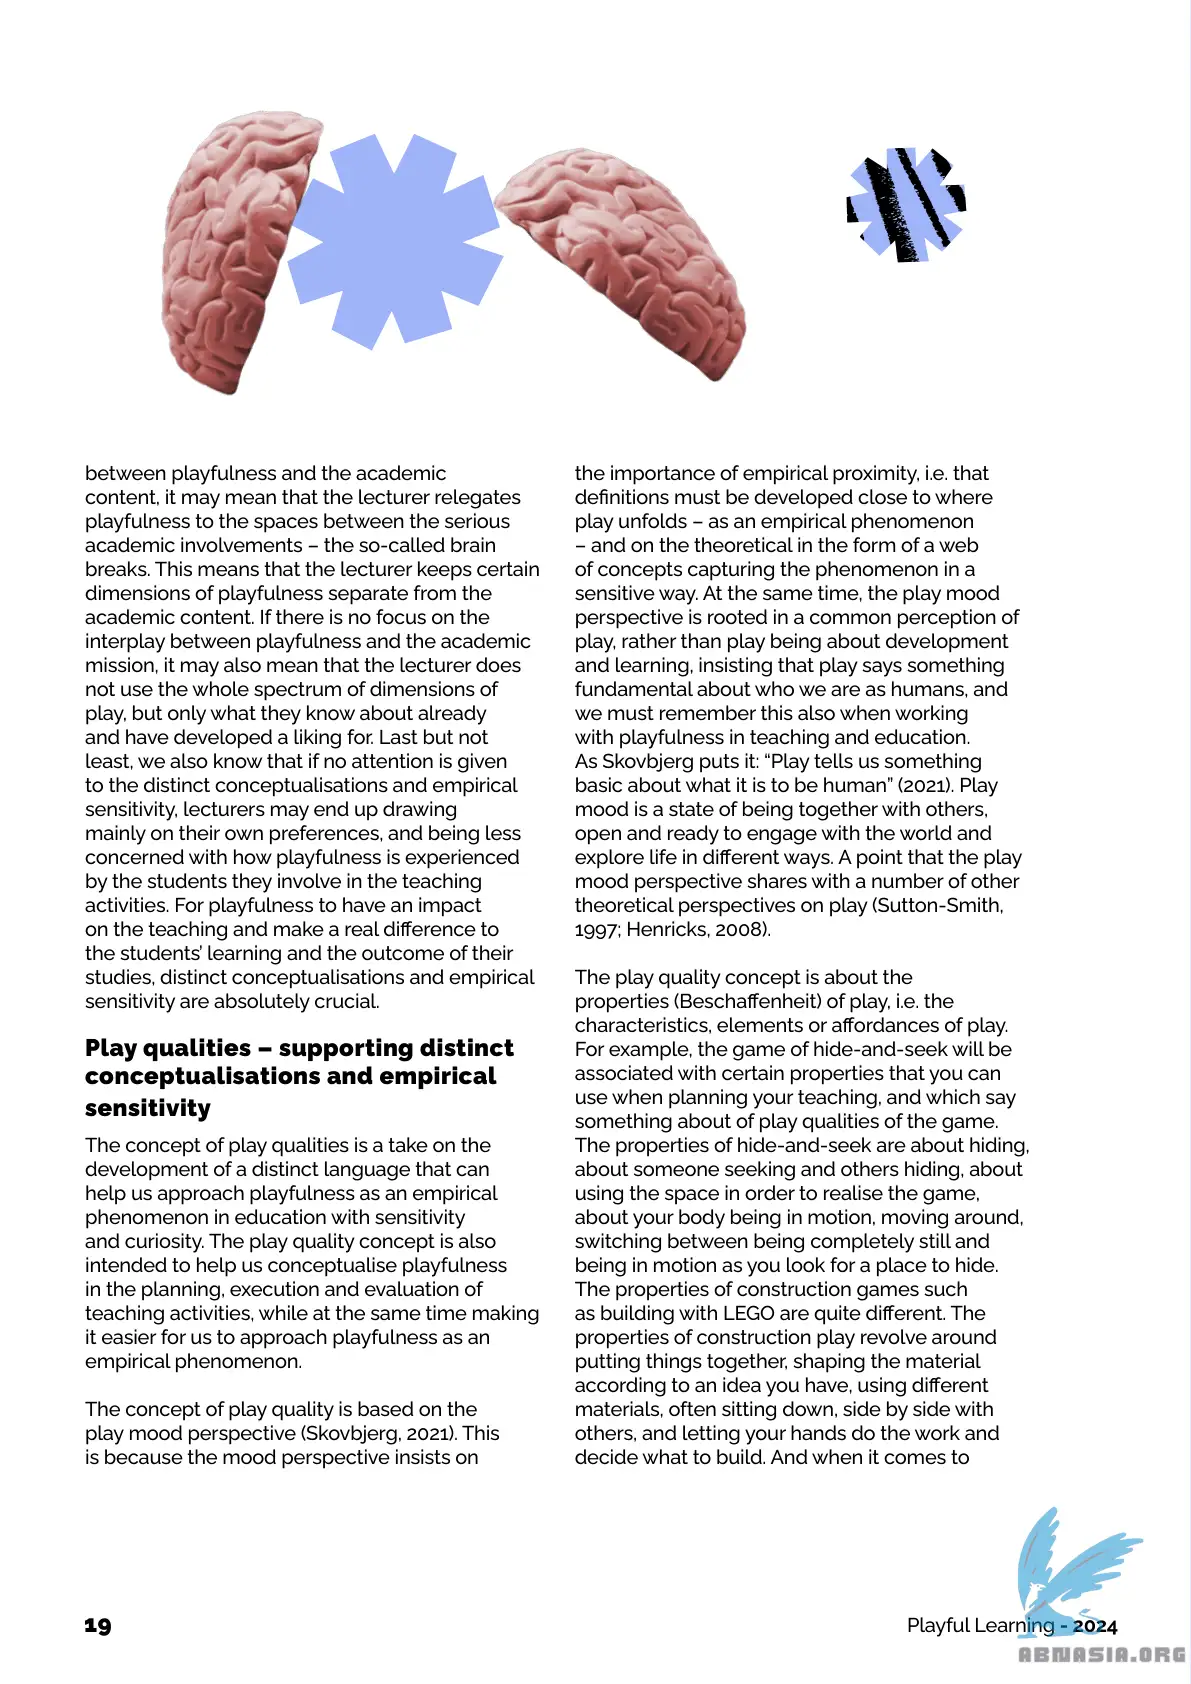 between playfulness and the academic
content, it may mean that the lecturer relegates
playfulness to the spaces between the serious
academic involvements – the so-called brain
breaks. This means that the lecturer keeps certain
dimensions of playfulness separate from the
academic content. If there is no focus on the
interplay between playfulness and the academic
mission, it may also mean that the lecturer does
not use the whole spectrum of dimensions of
play, but only what they know about already
and have developed a liking for. Last but not
least, we also know that if no attention is given
to the distinct conceptualisations and empirical
sensitivity, lecturers may end up drawing
mainly on their own preferences, and being less
concerned with how playfulness is experienced
by the students they involve in the teaching
activities. For playfulness to have an impact
on the teaching and make a real difference to
the students’ learning and the outcome of their
studies, distinct conceptualisations and empirical
sensitivity are absolutely crucial.
Play qualities – supporting distinct
conceptualisations and empirical
sensitivity
The concept of play qualities is a take on the
development of a distinct language that can
help us approach playfulness as an empirical
phenomenon in education with sensitivity
and curiosity. The play quality concept is also
intended to help us conceptualise playfulness
in the planning, execution and evaluation of
teaching activities, while at the same time making
it easier for us to approach playfulness as an
empirical phenomenon.
The concept of play quality is based on the
play mood perspective (Skovbjerg, 2021). This
is because the mood perspective insists on
the importance of empirical proximity, i.e. that
definitions must be developed close to where
play unfolds – as an empirical phenomenon
– and on the theoretical in the form of a web
of concepts capturing the phenomenon in a
sensitive way. At the same time, the play mood
perspective is rooted in a common perception of
play, rather than play being about development
and learning, insisting that play says something
fundamental about who we are as humans, and
we must remember this also when working
with playfulness in teaching and education.
As Skovbjerg puts it: “Play tells us something
basic about what it is to be human” (2021). Play
mood is a state of being together with others,
open and ready to engage with the world and
explore life in different ways. A point that the play
mood perspective shares with a number of other
theoretical perspectives on play (Sutton-Smith,
1997; Henricks, 2008).
The play quality concept is about the
properties (Beschaffenheit) of play, i.e. the
characteristics, elements or affordances of play.
For example, the game of hide-and-seek will be
associated with certain properties that you can
use when planning your teaching, and which say
something about of play qualities of the game.
The properties of hide-and-seek are about hiding,
about someone seeking and others hiding, about
using the space in order to realise the game,
about your body being in motion, moving around,
switching between being completely still and
being in motion as you look for a place to hide.
The properties of construction games such
as building with LEGO are quite different. The
properties of construction play revolve around
putting things together, shaping the material
according to an idea you have, using different
materials, often sitting down, side by side with
others, and letting your hands do the work and
decide what to build. And when it comes to
19
Playful Learning - 2024
ABNASIA.ORG